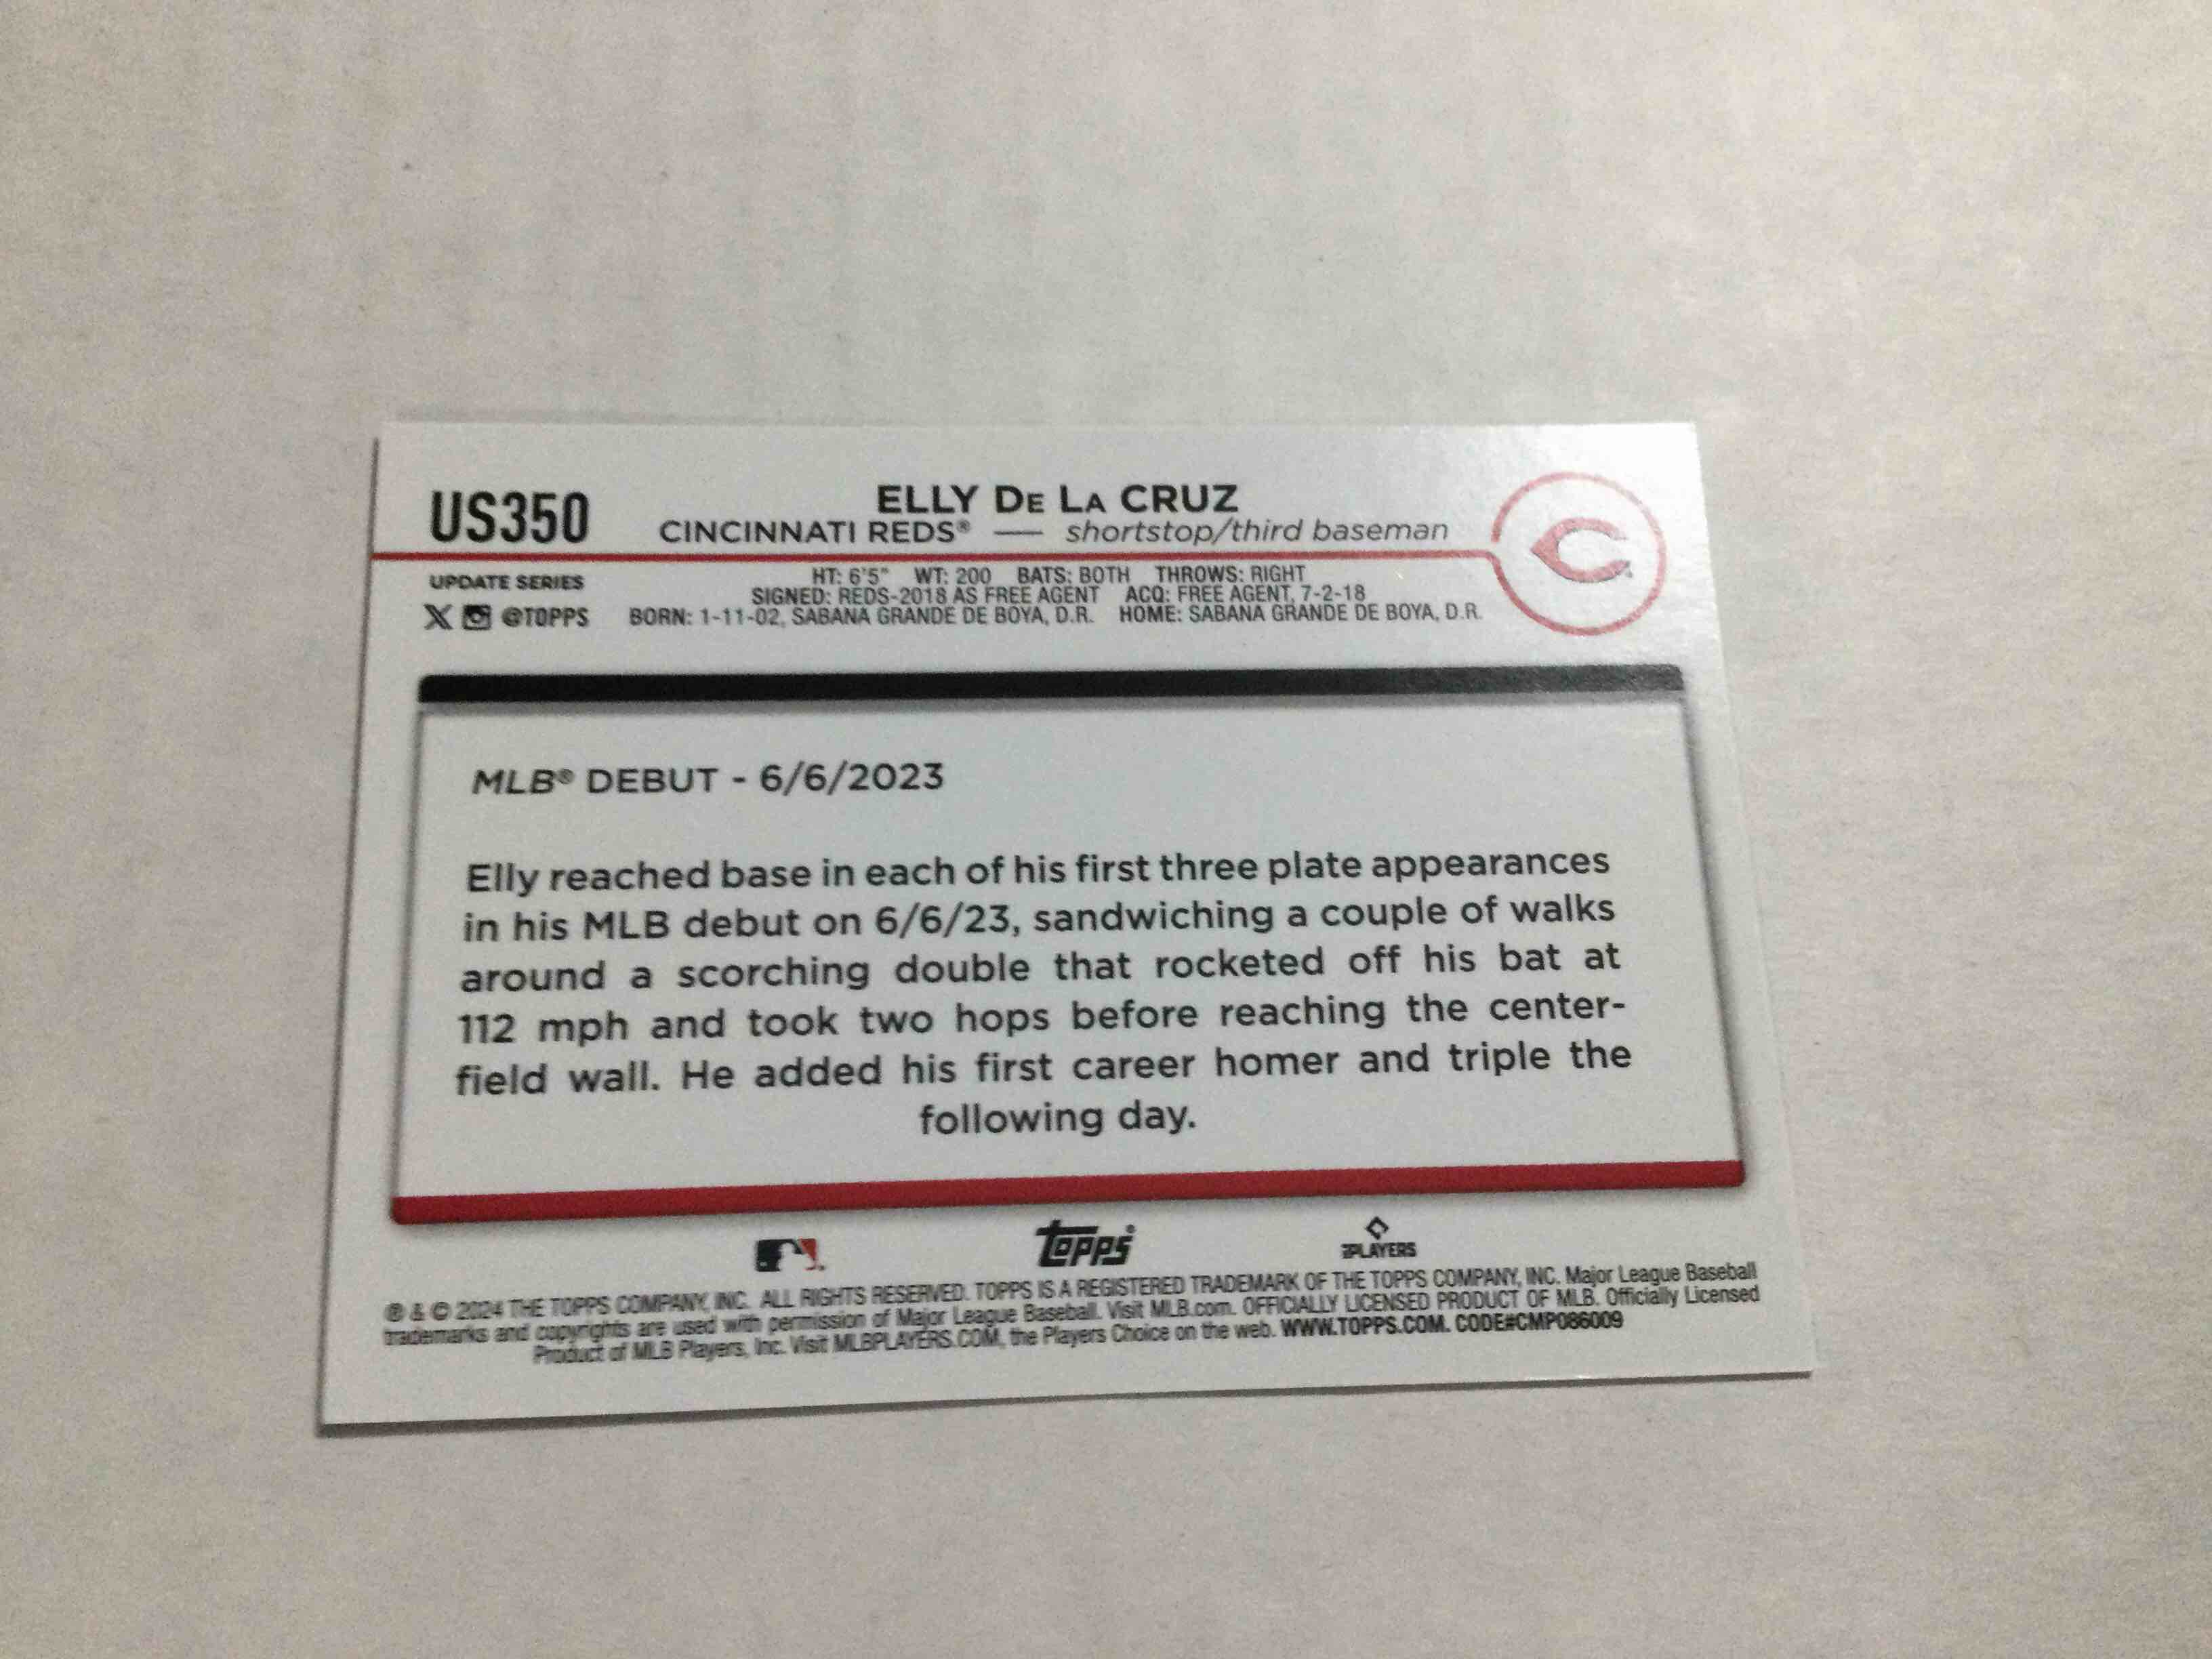 US350
ELLY DE LA CRUZ
CINCINNATI REDS® — shortstop/third baseman
UPDATE SERIES
HT: 6'5" WT: 200 BATS: BOTH THROWS: RIGHT
SIGNED: REDS-2018 AS FREE AGENT ACQ: FREE AGENT, 7-2-18
X @TOPPS
BORN: 1-11-02, SABANA GRANDE DE BOYA, D.R. HOME: SABANA GRANDE DE BOYA, D.R.
C
MLB® DEBUT - 6/6/2023
Elly reached base in each of his first three plate appearances
in his MLB debut on 6/6/23, sandwiching a couple of walks
around a scorching double that rocketed off his bat at
112 mph and took two hops before reaching the center-
field wall. He added his first career homer and triple the
following day.
topps
PLAYERS
® & © 2024 THE TOPPS COMPANY, INC. ALL RIGHTS RESERVED. TOPPS IS A REGISTERED TRADEMARK OF THE TOPPS COMPANY, INC. Major League Baseball
trademarks and copyrights are used with permission of Major League Baseball. Visit MLB.com. OFFICIALLY LICENSED PRODUCT OF MLB. Officially Licensed
Product of MLB Players, Inc. Visit MLBPLAYERS.COM, the Players Choice on the web. WWW.TOPPS.COM. CODE#CMP086009